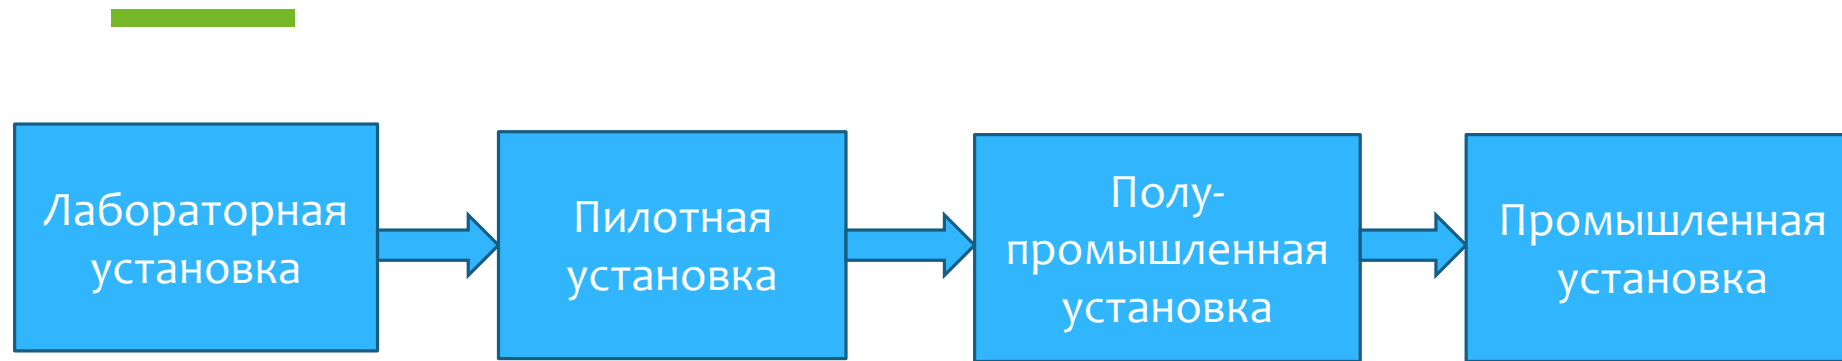 Лабораторная
установка
Пилотная
установка
Полу-
промышленная
установка
Промышленная
установка